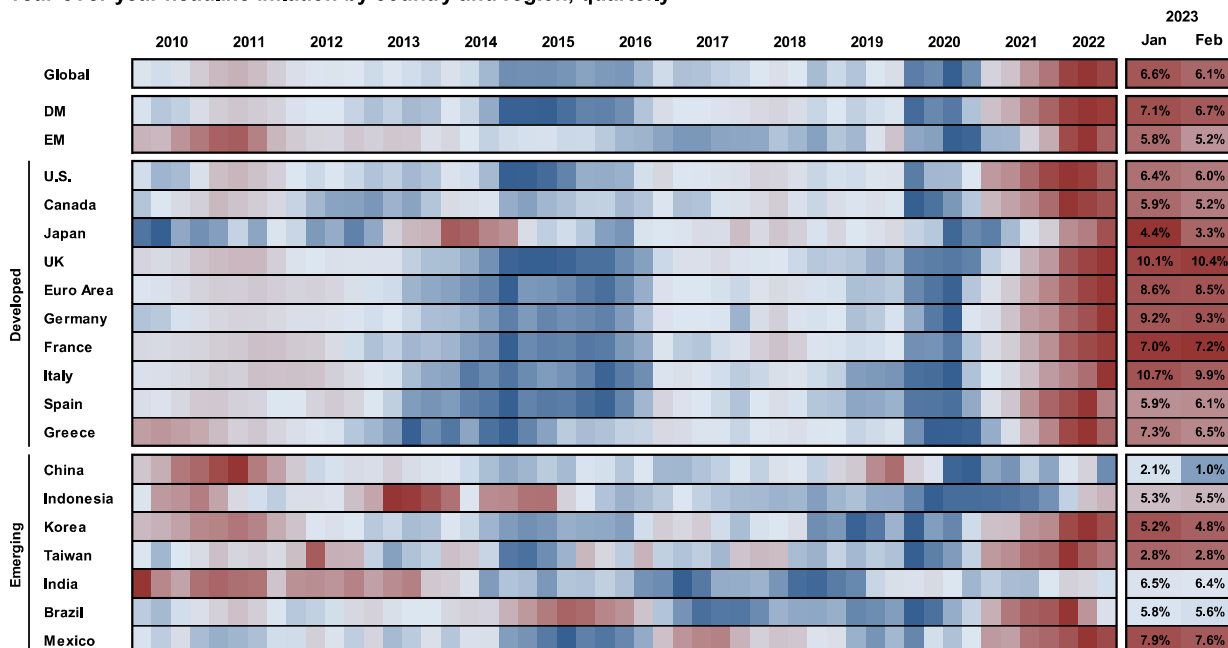 2023
2010 2011 2012 2013 2014 2015 2016 2017 2018 2019 2020 2021 2022 Jan Feb
Global 6.6% 6.1%
DM 7.1% 6.7%
EM 5.8% 5.2%
Developed
U.S. 6.4% 6.0%
Canada 5.9% 5.2%
Japan 4.4% 3.3%
UK 10.1% 10.4%
Euro Area 8.6% 8.5%
Germany 9.2% 9.3%
France 7.0% 7.2%
Italy 10.7% 9.9%
Spain 5.9% 6.1%
Greece 7.3% 6.5%
Emerging
China 2.1% 1.0%
Indonesia 5.3% 5.5%
Korea 5.2% 4.8%
Taiwan 2.8% 2.8%
India 6.5% 6.4%
Brazil 5.8% 5.6%
Mexico 7.9% 7.6%